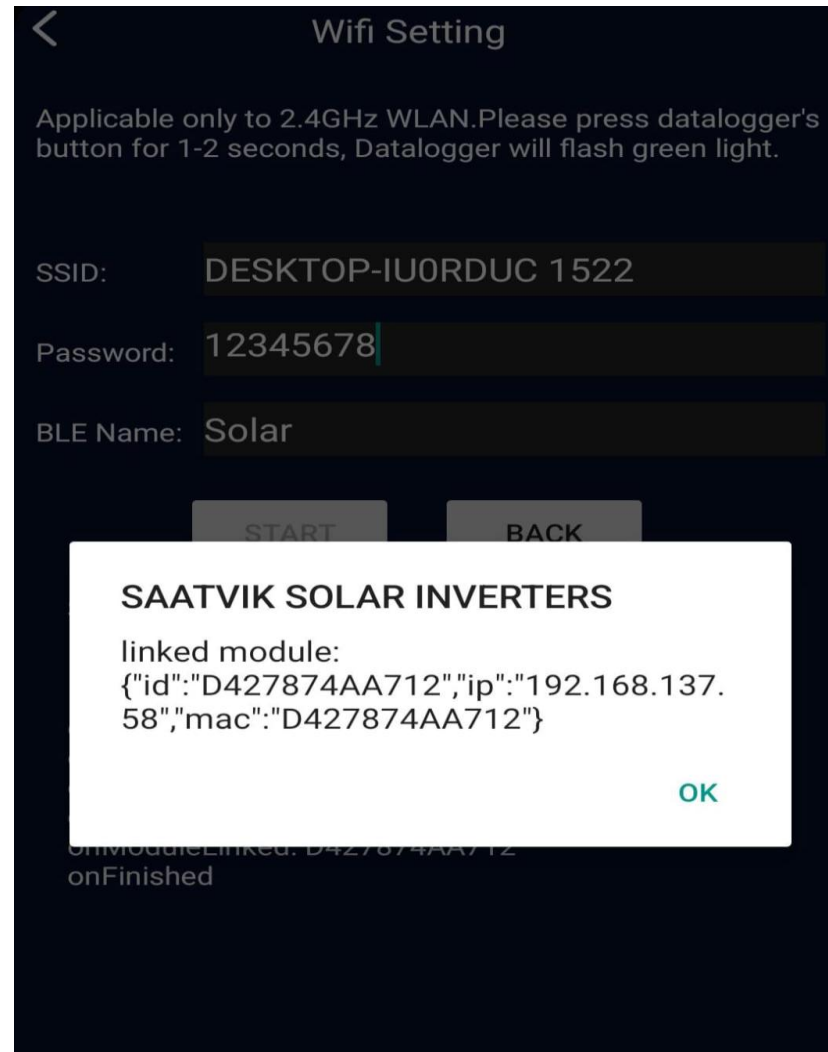 Wifi Setting
Applicable only to 2.4GHz WLAN.Please press datalogger's
button for 1-2 seconds, Datalogger will flash green light.
SSID: DESKTOP-IU0RDUC 1522
Password: 12345678
BLE Name: Solar
START BACK
SAATVIK SOLAR INVERTERS
linked module:
{"id":"D427874AA712","ip":"192.168.137.
58","mac":"D427874AA712"}
OK
onModuleLinked: D427874AA712
onFinished